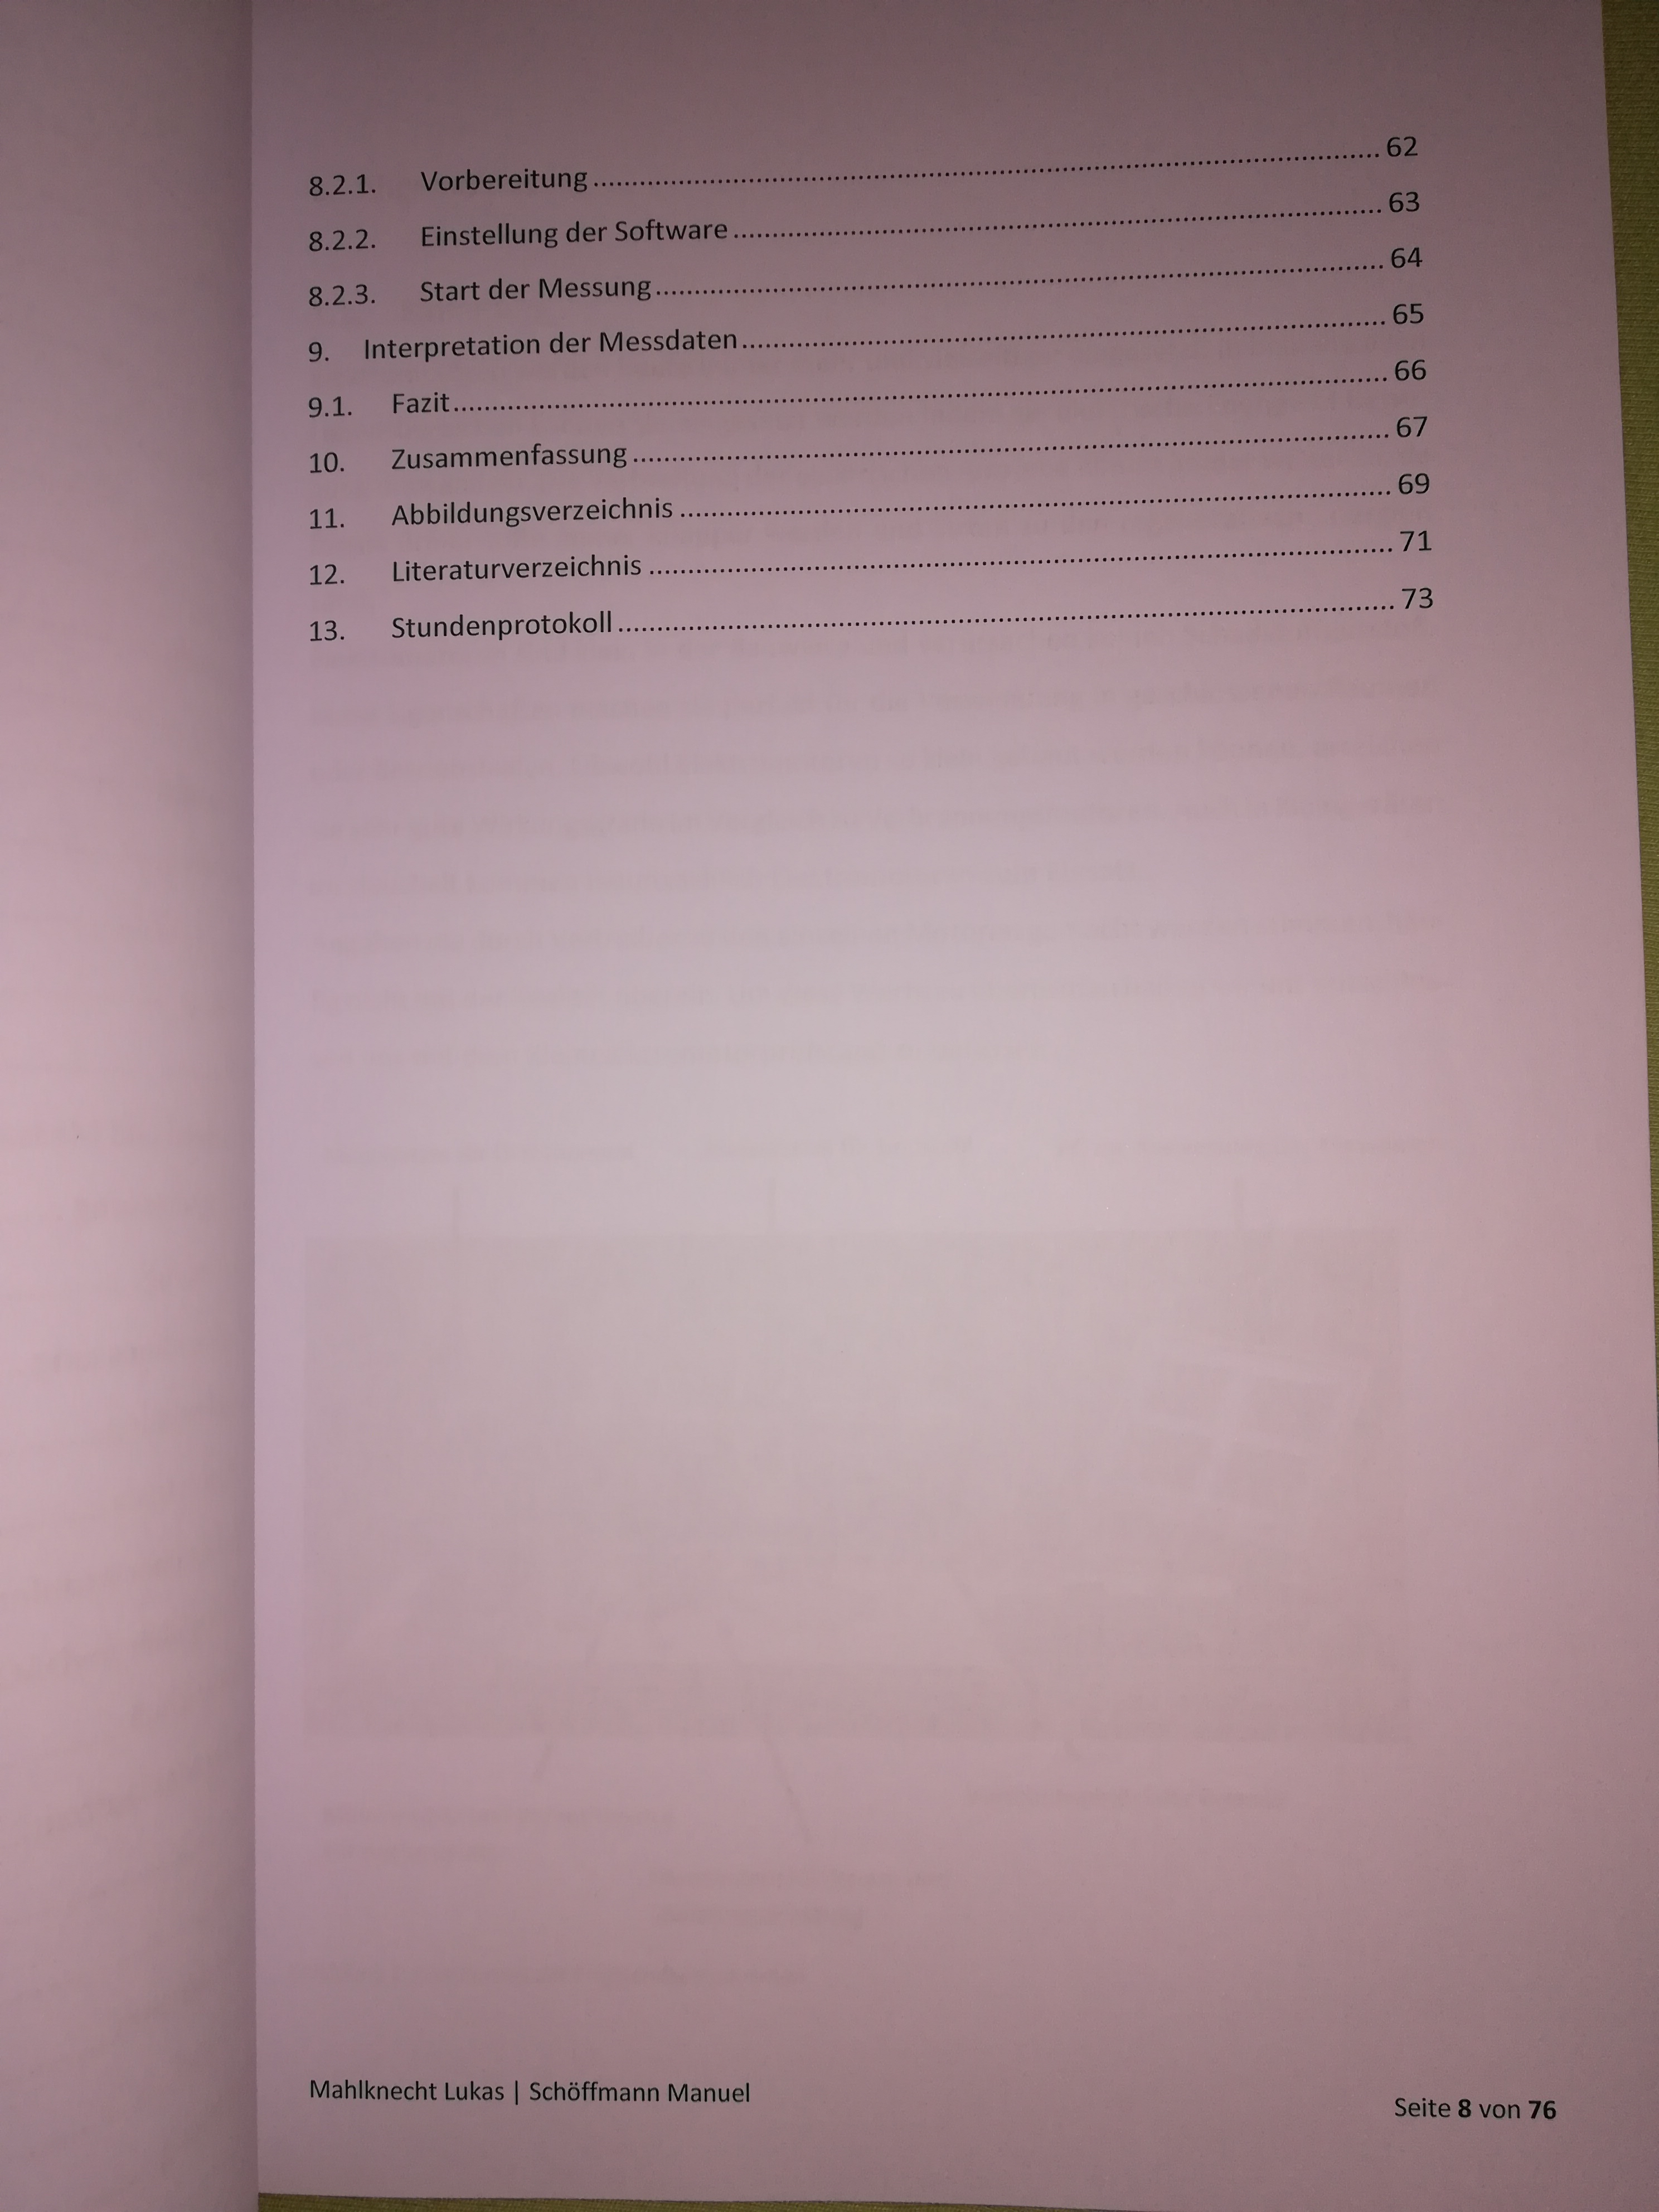 8.2.1. Vorbereitung ........................ 62
8.2.2. Einstellung der Software ........................ 63
8.2.3. Start der Messung ........................ 64
9. Interpretation der Messdaten ........................ 65
9.1. Fazit ........................ 66
10. Zusammenfassung ........................ 67
11. Abbildungsverzeichnis ........................ 69
12. Literaturverzeichnis ........................ 71
13. Stundenprotokoll ........................ 73
Mahlknecht Lukas | Schöffmann Manuel
Seite 8 von 76